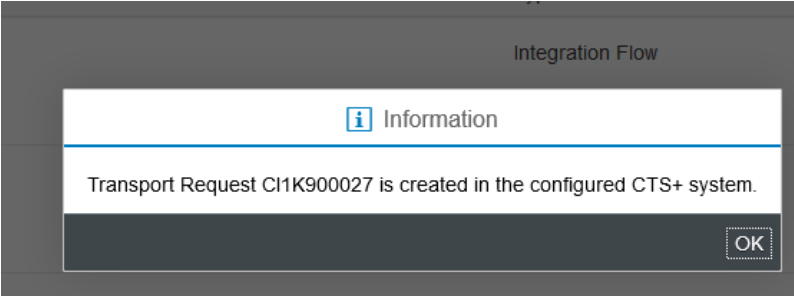 Integration Flow
Information
Transport Request CI1K900027 is created in the configured CTS+ system.
OK